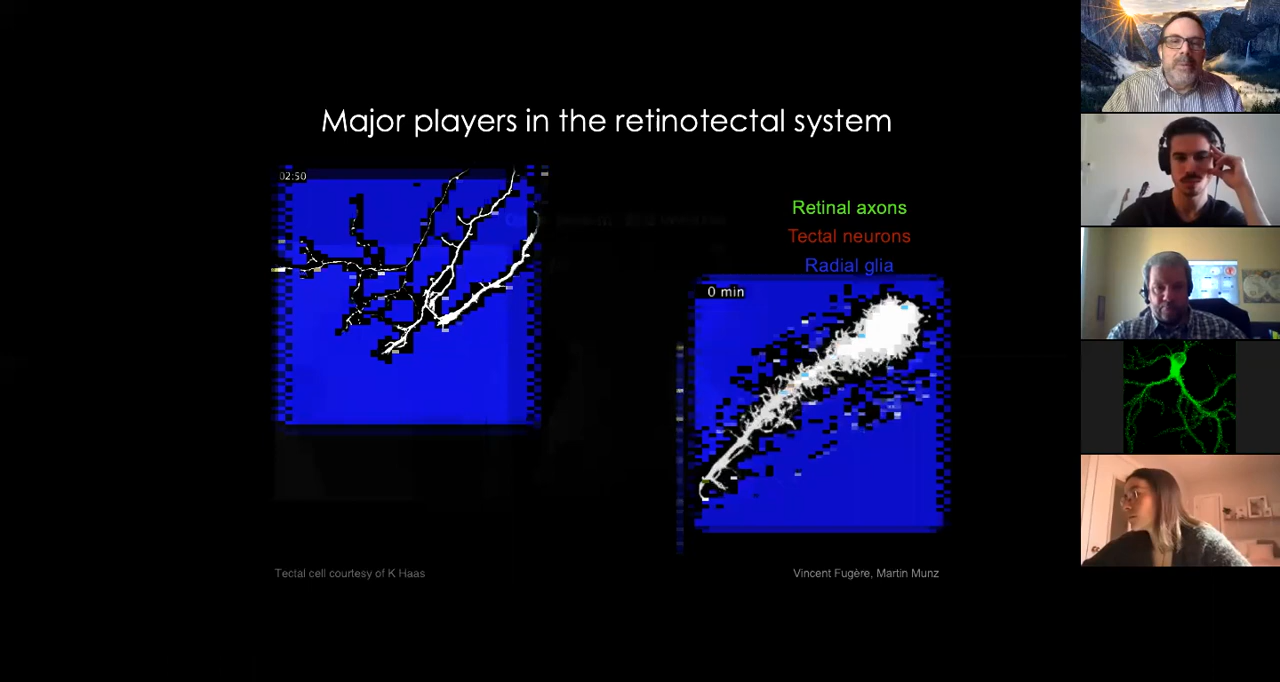 Major players in the retinotectal system
02:50
Retinal axons
Tectal neurons
Radial glia
0 min
Tectal cell courtesy of K Haas
Vincent Fugère, Martin Munz